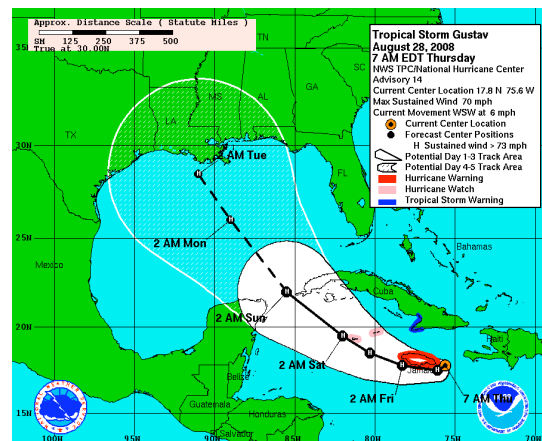 Approx. Distance Scale ( Statute Miles )
SM 125 250 375 500
True at 30.00N
Tropical Storm Gustav
August 28, 2008
7 AM EDT Thursday
NWS TPC/National Hurricane Center
Advisory 14
Current Center Location 17.8 N 75.6 W
Max Sustained Wind 70 mph
Current Movement WSW at 6 mph
Current Center Location
Forecast Center Positions
H Sustained wind > 73 mph
Potential Day 1-3 Track Area
Potential Day 4-5 Track Area
Hurricane Warning
Hurricane Watch
Tropical Storm Warning
35N
TN
SC
MS
AL
GA
TX
LA
30N
2 AM Tue
FL
H
H
2 AM Mon
25N
Mexico
Bahamas
Cuba
H
2 AM Sun
20N
H
H
H
H
Haiti
2 AM Sat
Jamaica
Belize
2 AM Fri
7 AM Thu
Guatemala
Honduras
15N
El Salvador
100W
95W
90W
85W
80W
75W
70W